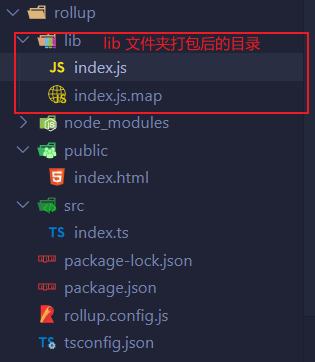 rollup
lib lib 文件夹打包后的目录
JS index.js
index.js.map
node_modules
public
index.html
src
TS index.ts
package-lock.json
package.json
rollup.config.js
TS tsconfig.json